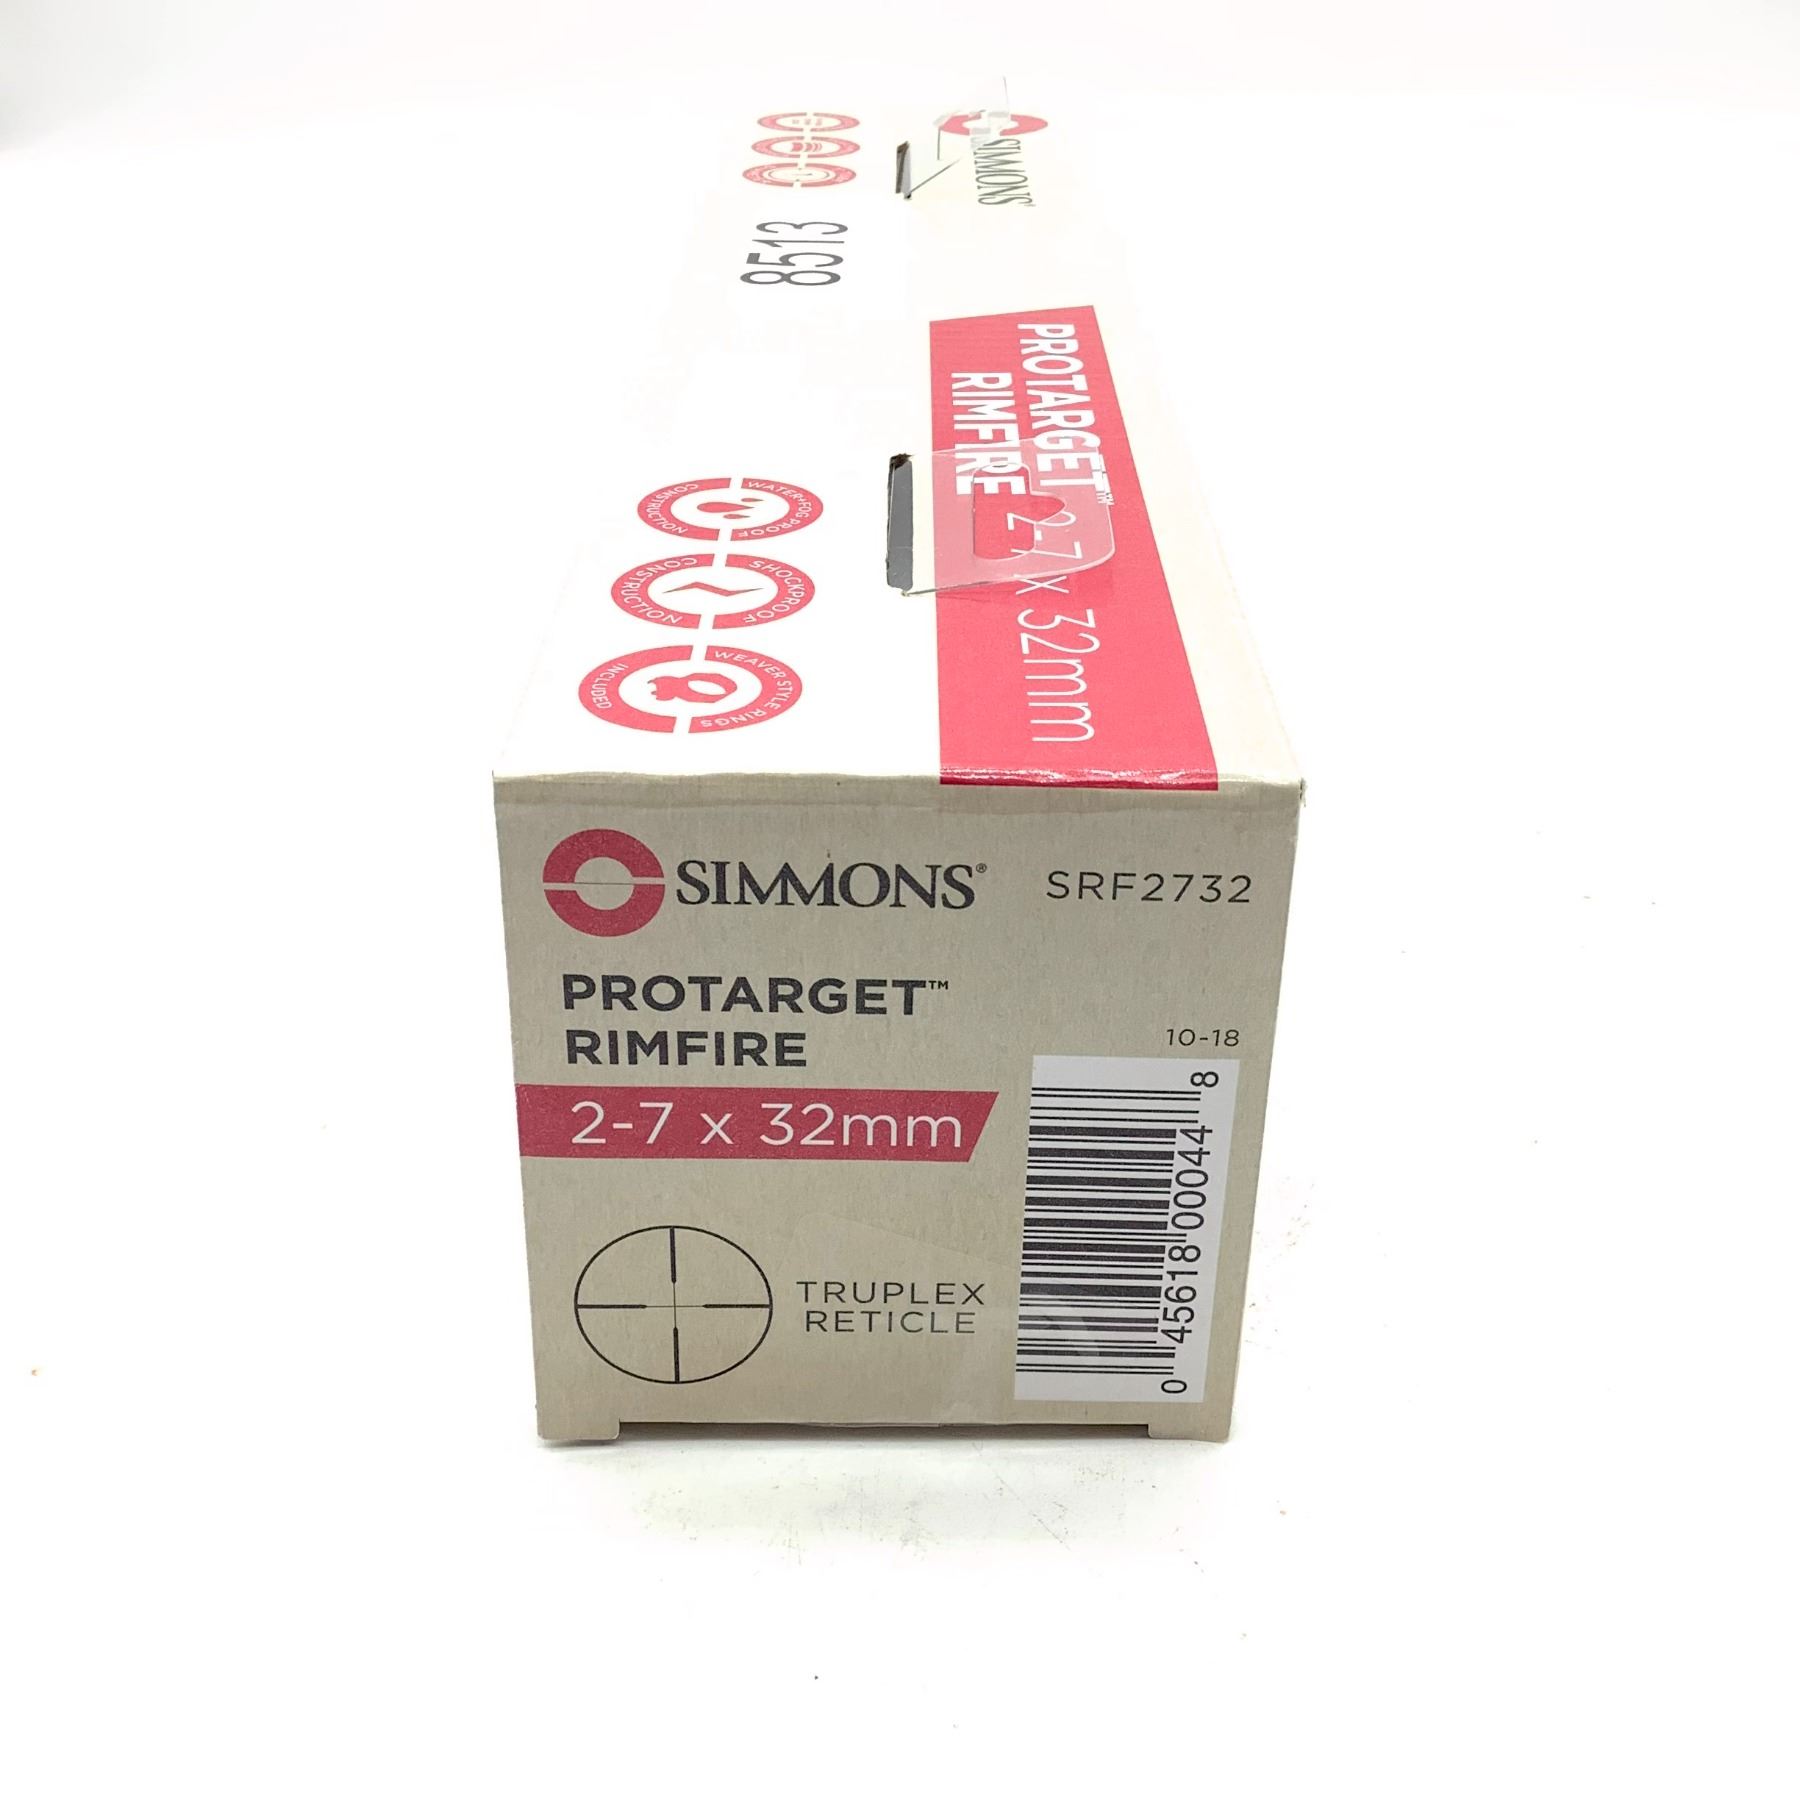 SIMMONS
8513
PROTARGET™
RIMFIRE 2-7 x 32mm
WATER+FOG PROOF
CONSTRUCTION
SHOCKPROOF
CONSTRUCTION
WEAVER STYLE RINGS
INCLUDED
SIMMONS® SRF2732
PROTARGET™
RIMFIRE
10-18
2-7 x 32mm
TRUPLEX
RETICLE
0 45618 00044 8